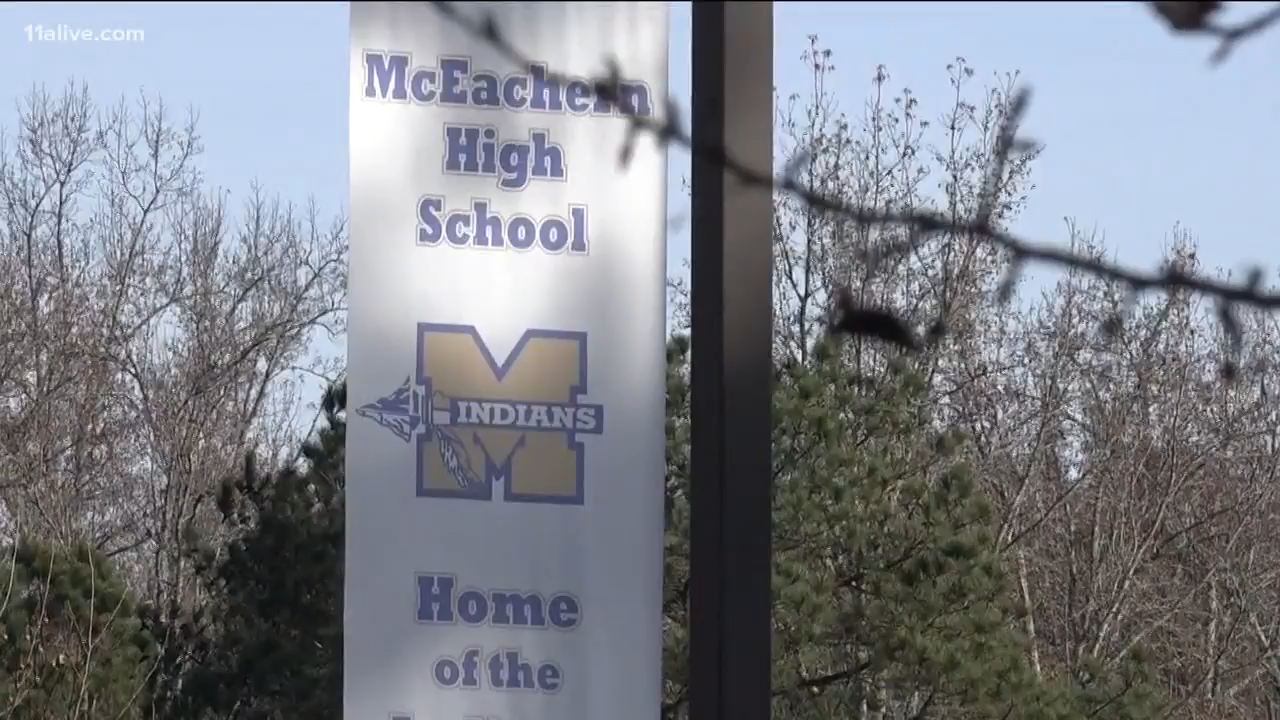 11alive.com
McEachern
High
School
INDIANS
Home
of the